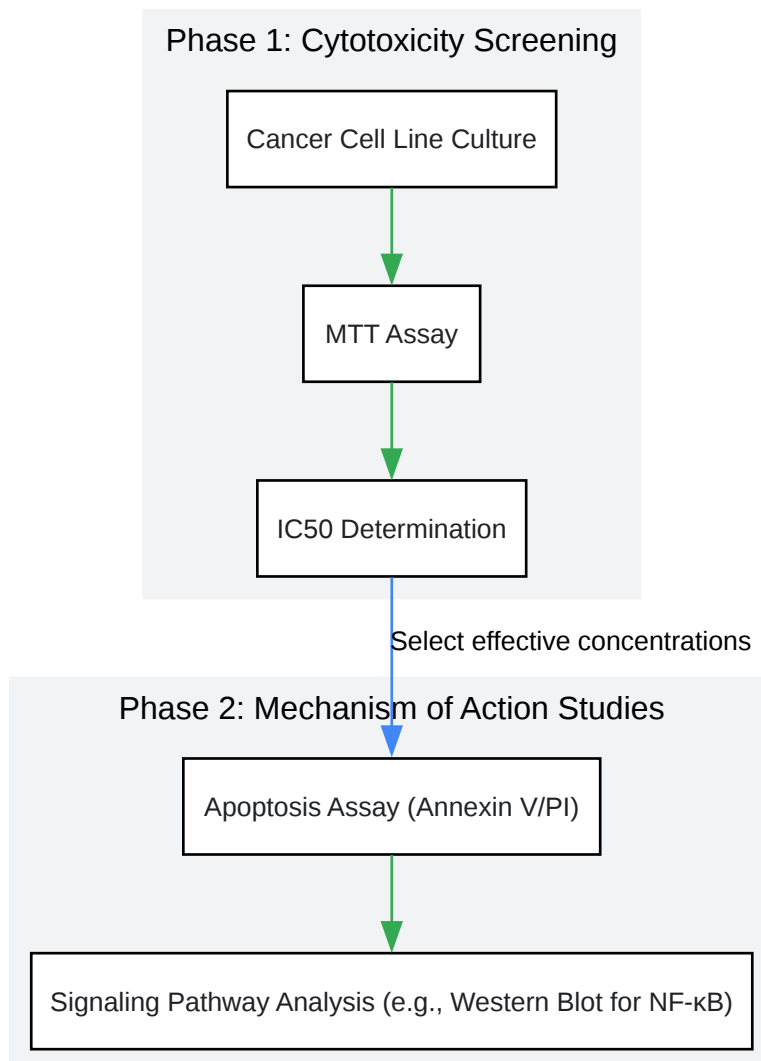 Phase 1: Cytotoxicity Screening
Cancer Cell Line Culture
MTT Assay
IC50 Determination
Select effective concentrations
Phase 2: Mechanism of Action Studies
Apoptosis Assay (Annexin V/PI)
Signaling Pathway Analysis (e.g., Western Blot for NF-κB)